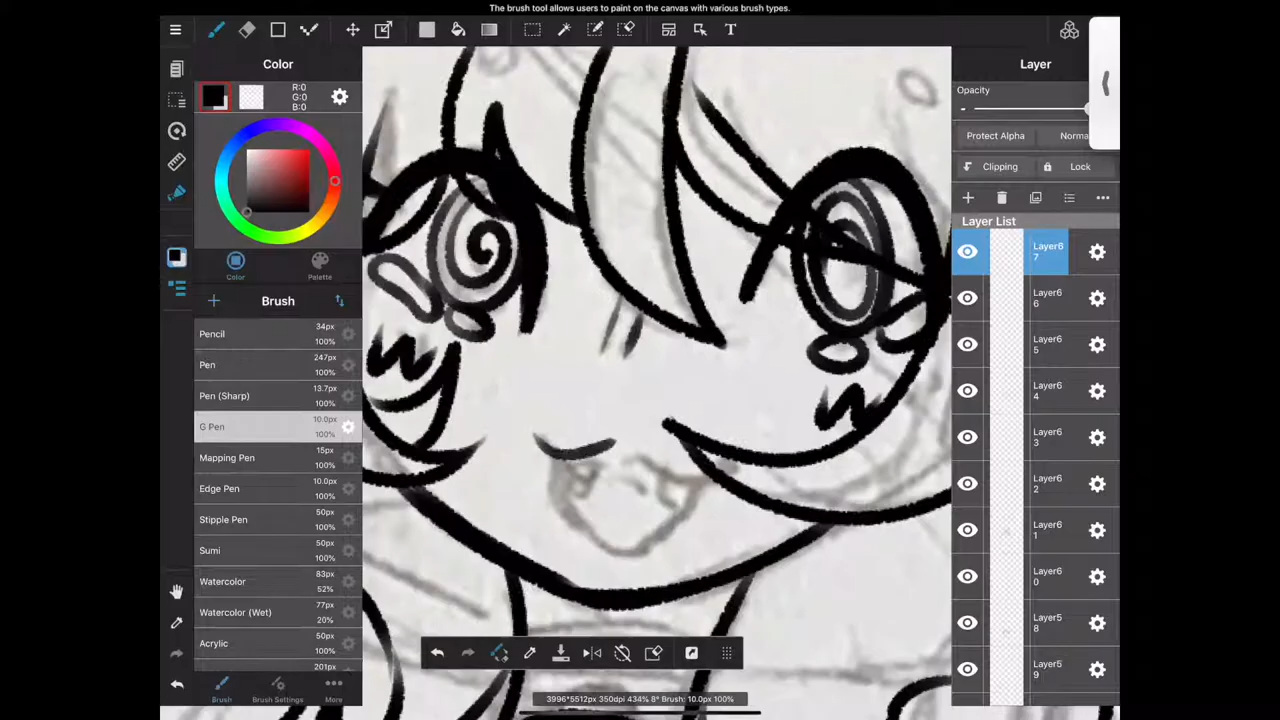 The brush tool allows users to paint on the canvas with various brush types.
T
Color
R:0
G:0
B:0
Color
Palette
Brush
Pencil
34px
100%
Pen
247px
100%
Pen (Sharp)
13.7px
100%
G Pen
10.0px
100%
Mapping Pen
15px
100%
Edge Pen
10.0px
100%
Stipple Pen
50px
100%
Sumi
50px
100%
Watercolor
83px
52%
Watercolor (Wet)
77px
20%
Acrylic
50px
100%
201px
Brush
Brush Settings
More
3996*5512px 350dpi 434% 8° Brush: 10.0px 100%
Layer
Opacity
Protect Alpha
Norma
Clipping
Lock
Layer List
Layer6
7
Layer6
6
Layer6
5
Layer6
4
Layer6
3
Layer6
2
Layer6
1
Layer6
0
Layer5
8
Layer5
9